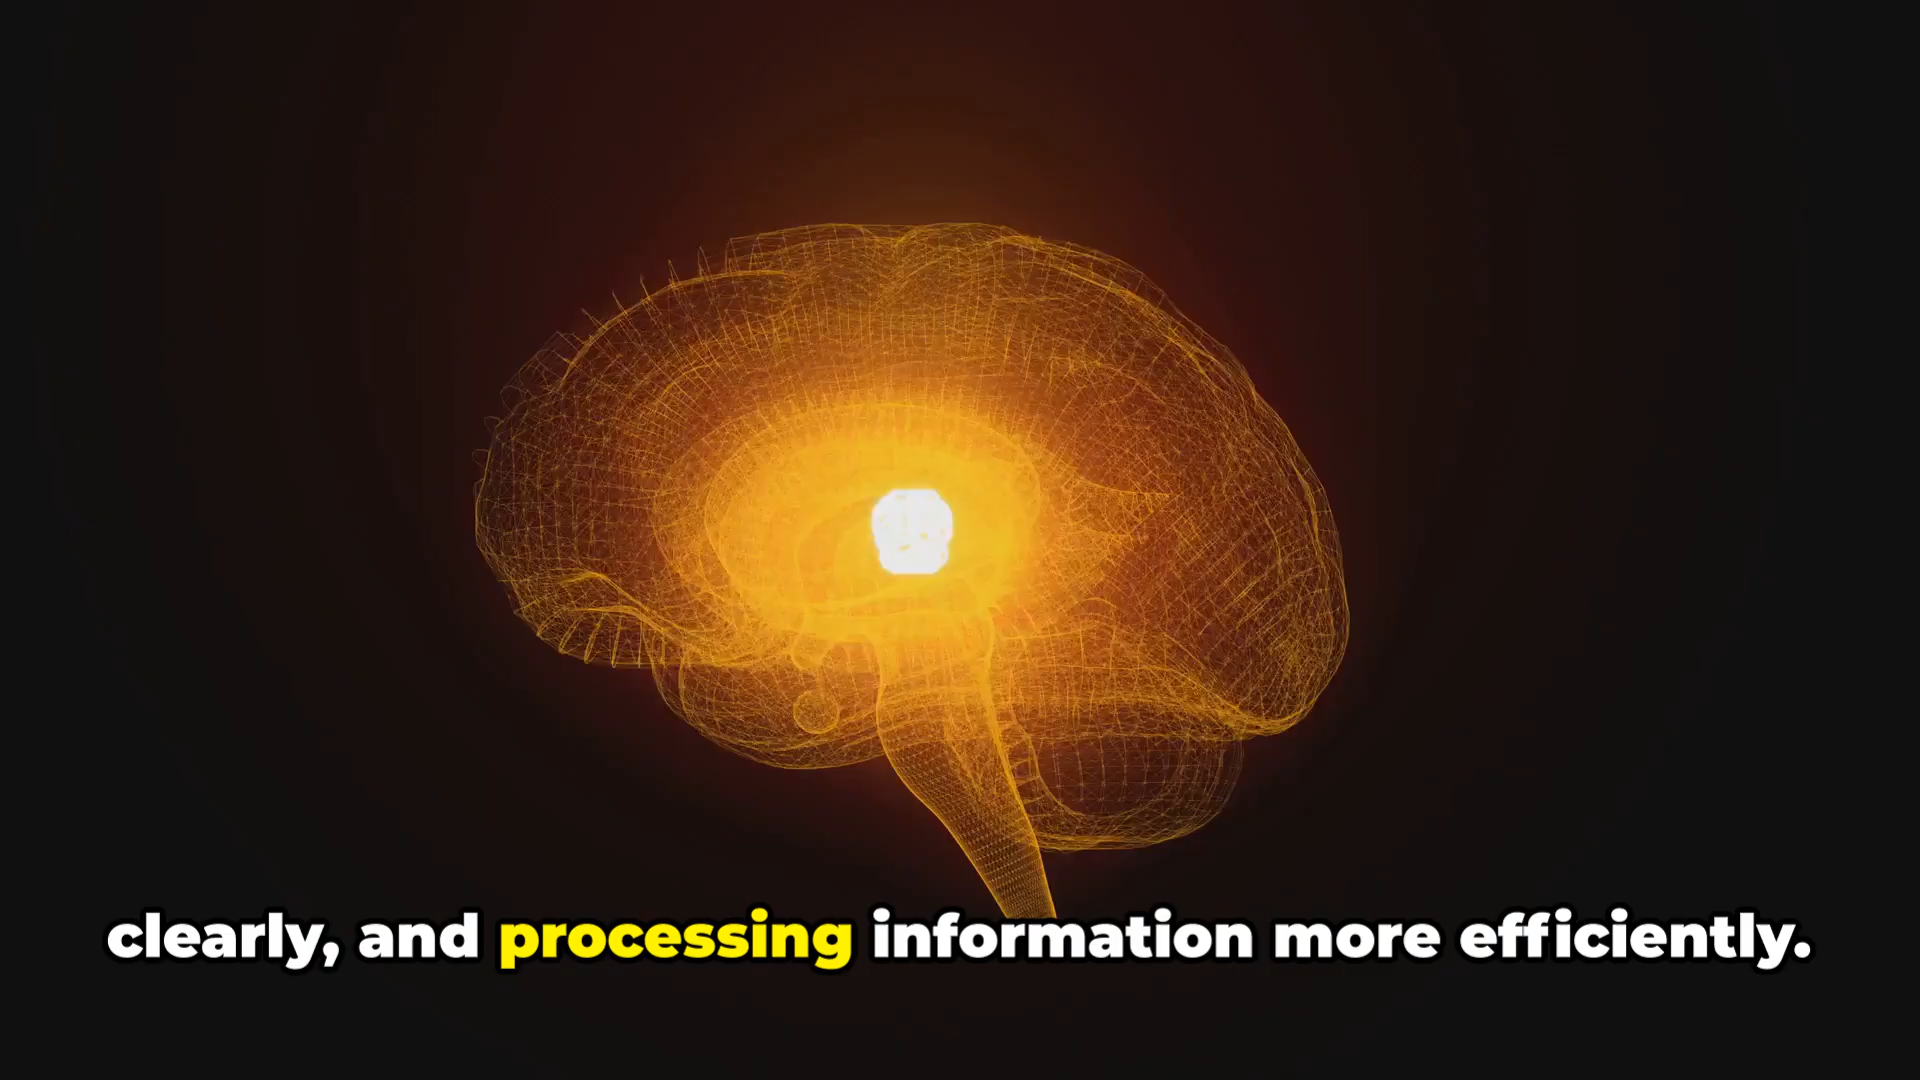 clearly, and processing information more efficiently.